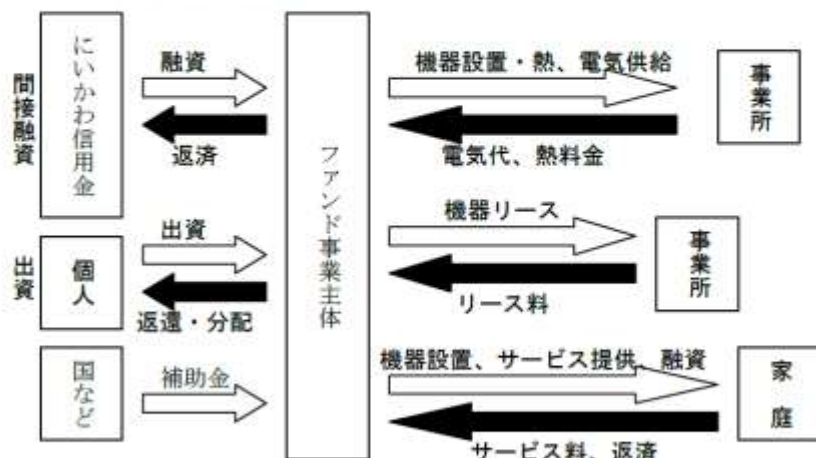 間接融資
にいかわ信用金
融資
返済
出資
個人
出資
返還・分配
国など
補助金
ファンド事業主体
機器設置・熱、電気供給
電気代、熱料金
事業所
機器リース
リース料
事業所
機器設置、サービス提供、融資
サービス料、返済
家庭